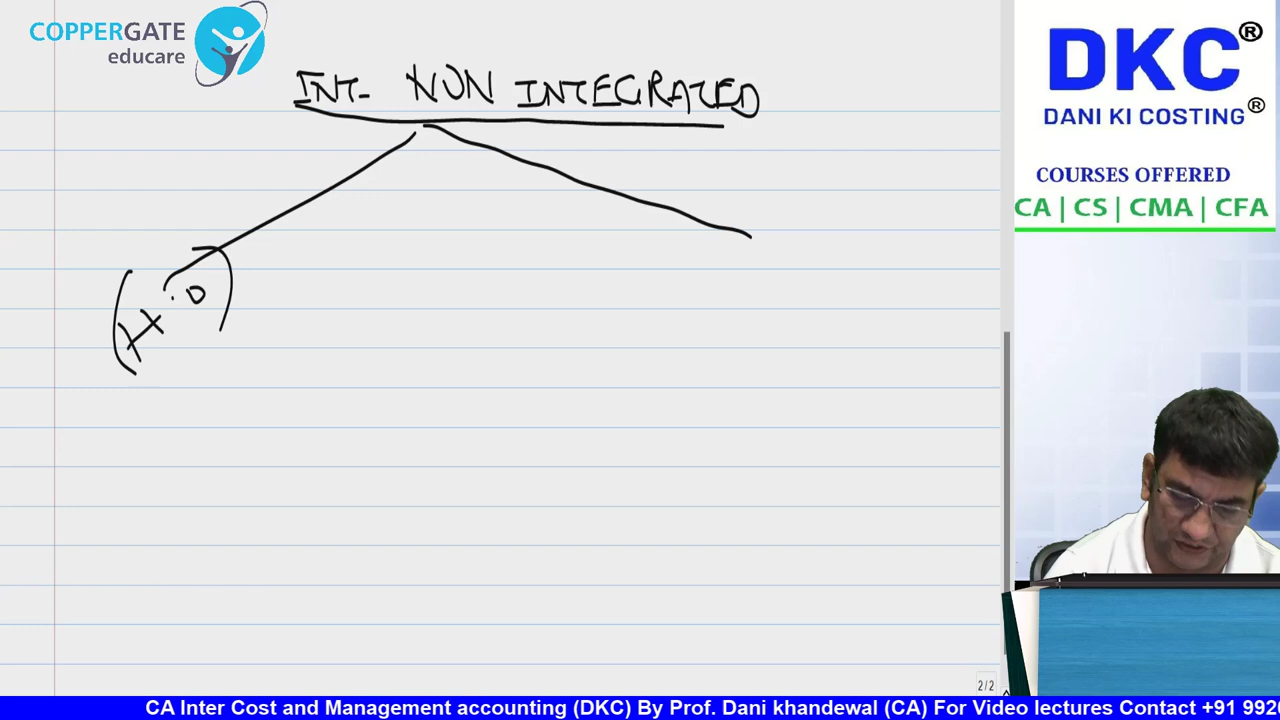 COPPERGATE
educare
INT- NON INTEGRATED
DKC®
DANI KI COSTING®
COURSES OFFERED
CA | CS | CMA | CFA
2/2
CA Inter Cost and Management accounting (DKC) By Prof. Dani khandewal (CA) For Video lectures Contact +91 992